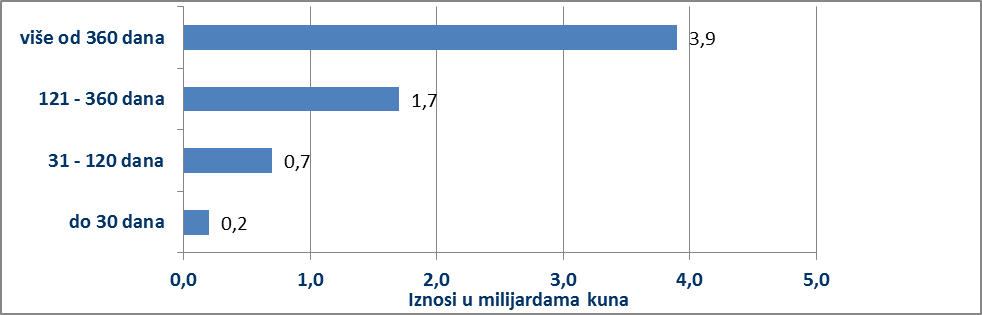 više od 360 dana
3,9
121 - 360 dana
1,7
31 - 120 dana
0,7
do 30 dana
0,2
0,0 1,0 2,0 3,0 4,0 5,0
Iznosi u milijardama kuna